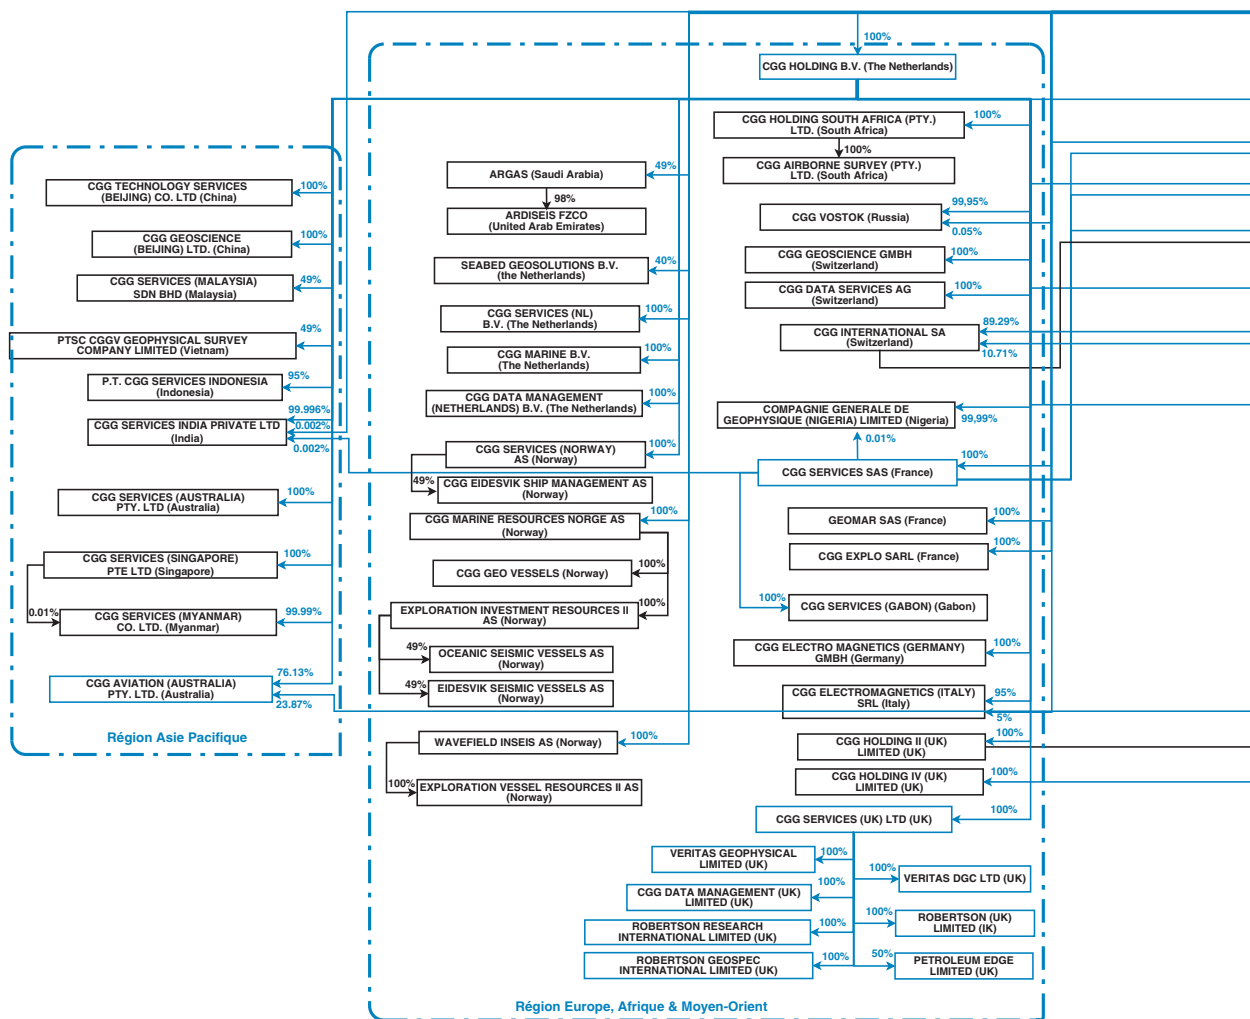 100%
CGG HOLDING B.V. (The Netherlands)
CGG TECHNOLOGY SERVICES
(BEIJING) CO. LTD (China)
100%
CGG GEOSCIENCE
(BEIJING) LTD. (China)
100%
CGG SERVICES (MALAYSIA)
SDN BHD (Malaysia)
49%
PTSC CGGV GEOPHYSICAL SURVEY
COMPANY LIMITED (Vietnam)
49%
P.T. CGG SERVICES INDONESIA
(Indonesia)
95%
99.996%
CGG SERVICES INDIA PRIVATE LTD
(India)
0.002%
0.002%
CGG SERVICES (AUSTRALIA)
PTY. LTD (Australia)
100%
CGG SERVICES (SINGAPORE)
PTE LTD (Singapore)
100%
0.01%
CGG SERVICES (MYANMAR)
CO. LTD. (Myanmar)
99.99%
76.13%
CGG AVIATION (AUSTRALIA)
PTY. LTD. (Australia)
23.87%
Région Asie Pacifique
ARGAS (Saudi Arabia)
49%
98%
ARDISEIS FZCO
(United Arab Emirates)
SEABED GEOSOLUTIONS B.V.
(the Netherlands)
40%
CGG SERVICES (NL)
B.V. (The Netherlands)
100%
CGG MARINE B.V.
(The Netherlands)
100%
CGG DATA MANAGEMENT
(NETHERLANDS) B.V. (The Netherlands)
100%
CGG SERVICES (NORWAY)
AS (Norway)
100%
49%
CGG EIDESVIK SHIP MANAGEMENT AS
(Norway)
CGG MARINE RESOURCES NORGE AS
(Norway)
100%
CGG GEO VESSELS (Norway)
100%
EXPLORATION INVESTMENT RESOURCES II
AS (Norway)
100%
49%
OCEANIC SEISMIC VESSELS AS
(Norway)
49%
EIDESVIK SEISMIC VESSELS AS
(Norway)
WAVEFIELD INSEIS AS (Norway)
100%
100%
EXPLORATION VESSEL RESOURCES II AS
(Norway)
CGG HOLDING SOUTH AFRICA (PTY.)
LTD. (South Africa)
100%
100%
CGG AIRBORNE SURVEY (PTY.)
LTD. (South Africa)
CGG VOSTOK (Russia)
99,95%
0.05%
CGG GEOSCIENCE GMBH
(Switzerland)
100%
CGG DATA SERVICES AG
(Switzerland)
100%
CGG INTERNATIONAL SA
(Switzerland)
89.29%
10.71%
COMPAGNIE GENERALE DE
GEOPHYSIQUE (NIGERIA) LIMITED (Nigeria)
99,99%
0.01%
CGG SERVICES SAS (France)
100%
GEOMAR SAS (France)
100%
CGG EXPLO SARL (France)
100%
100%
CGG SERVICES (GABON) (Gabon)
CGG ELECTRO MAGNETICS (GERMANY)
GMBH (Germany)
100%
CGG ELECTROMAGNETICS (ITALY)
SRL (Italy)
95%
5%
CGG HOLDING II (UK)
LIMITED (UK)
100%
CGG HOLDING IV (UK)
LIMITED (UK)
100%
CGG SERVICES (UK) LTD (UK)
100%
VERITAS GEOPHYSICAL
LIMITED (UK)
100%
100%
VERITAS DGC LTD (UK)
CGG DATA MANAGEMENT (UK)
LIMITED (UK)
100%
100%
ROBERTSON (UK)
LIMITED (IK)
ROBERTSON RESEARCH
INTERNATIONAL LIMITED (UK)
100%
ROBERTSON GEOSPEC
INTERNATIONAL LIMITED (UK)
100%
50%
PETROLEUM EDGE
LIMITED (UK)
Région Europe, Afrique & Moyen-Orient